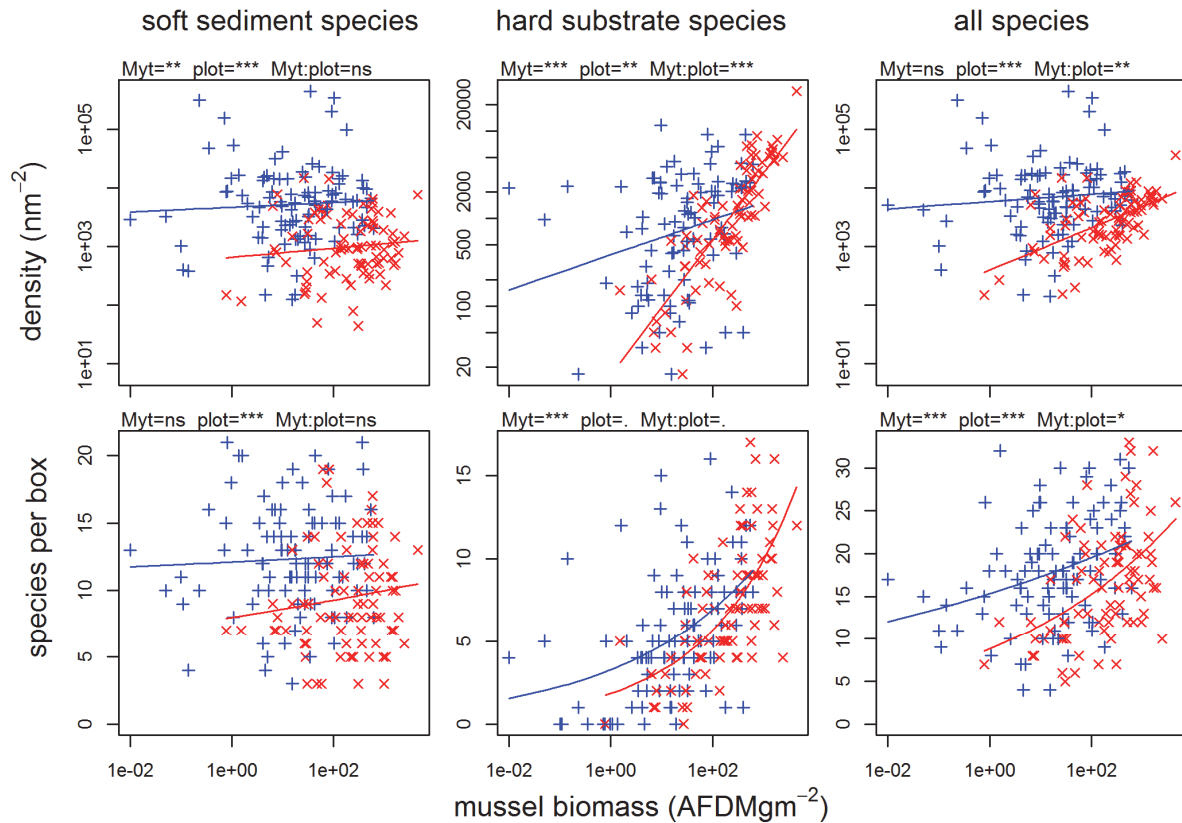 soft sediment species hard substrate species all species
Myt=** plot=*** Myt:plot=ns Myt=*** plot=** Myt:plot=*** Myt=ns plot=*** Myt:plot=**
density (nm−2)
1e+05
1e+03
1e+01
20000
2000
5000
500
100
20
1e+05
1e+03
1e+01
Myt=ns plot=*** Myt:plot=ns Myt=*** plot=. Myt:plot=. Myt=*** plot=*** Myt:plot=*
species per box
20
15
10
5
0
15
10
5
0
30
25
20
15
10
5
0
1e-02 1e+00 1e+02 1e-02 1e+00 1e+02 1e-02 1e+00 1e+02
mussel biomass (AFDMgm−2)